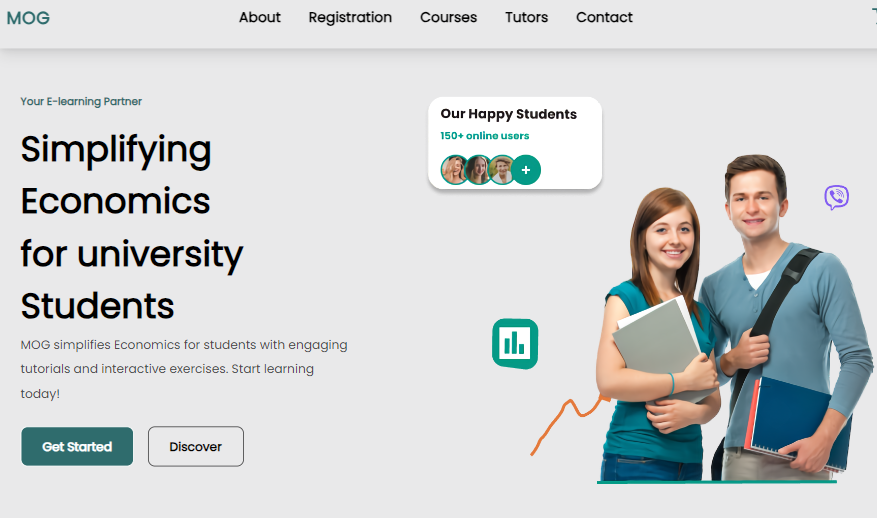 MOG
About Registration Courses Tutors Contact
Your E-learning Partner
Simplifying
Economics
for university
Students
MOG simplifies Economics for students with engaging
tutorials and interactive exercises. Start learning
today!
Get Started Discover
Our Happy Students
150+ online users
+